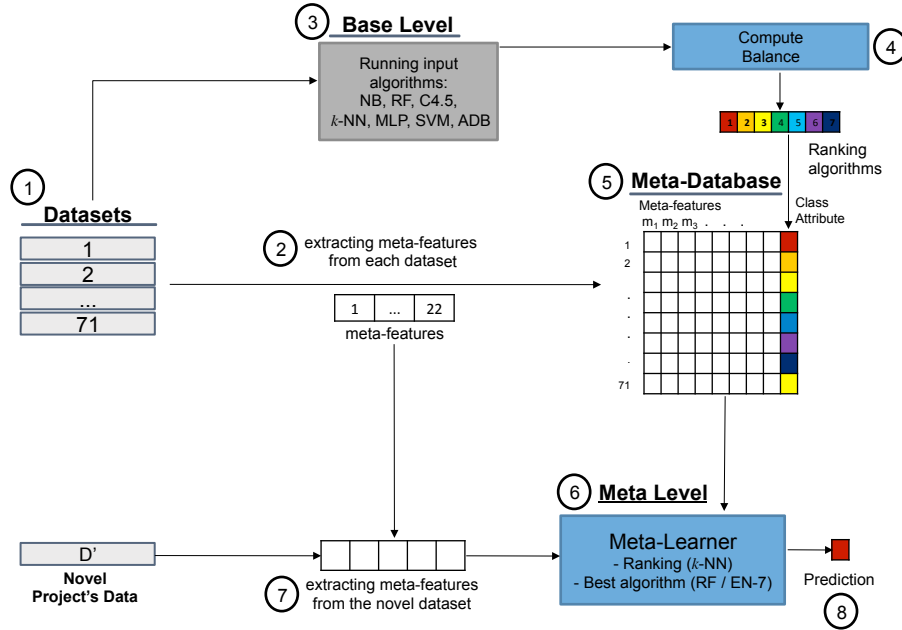 3
Base Level
Running input
algorithms:
NB, RF, C4.5,
k-NN, MLP, SVM, ADB
Compute
Balance
4
1 2 3 4 5 6 7
Ranking
algorithms
1
Datasets
1
2
...
71
2
extracting meta-features
from each dataset
1 ... 22
meta-features
5
Meta-Database
Meta-features
m1 m2 m3 . . .
Class
Attribute
1
2
.
.
.
.
71
6
Meta Level
Meta-Learner
- Ranking (k-NN)
- Best algorithm (RF / EN-7)
Prediction
8
D’
Novel
Project’s Data
7
extracting meta-features
from the novel dataset